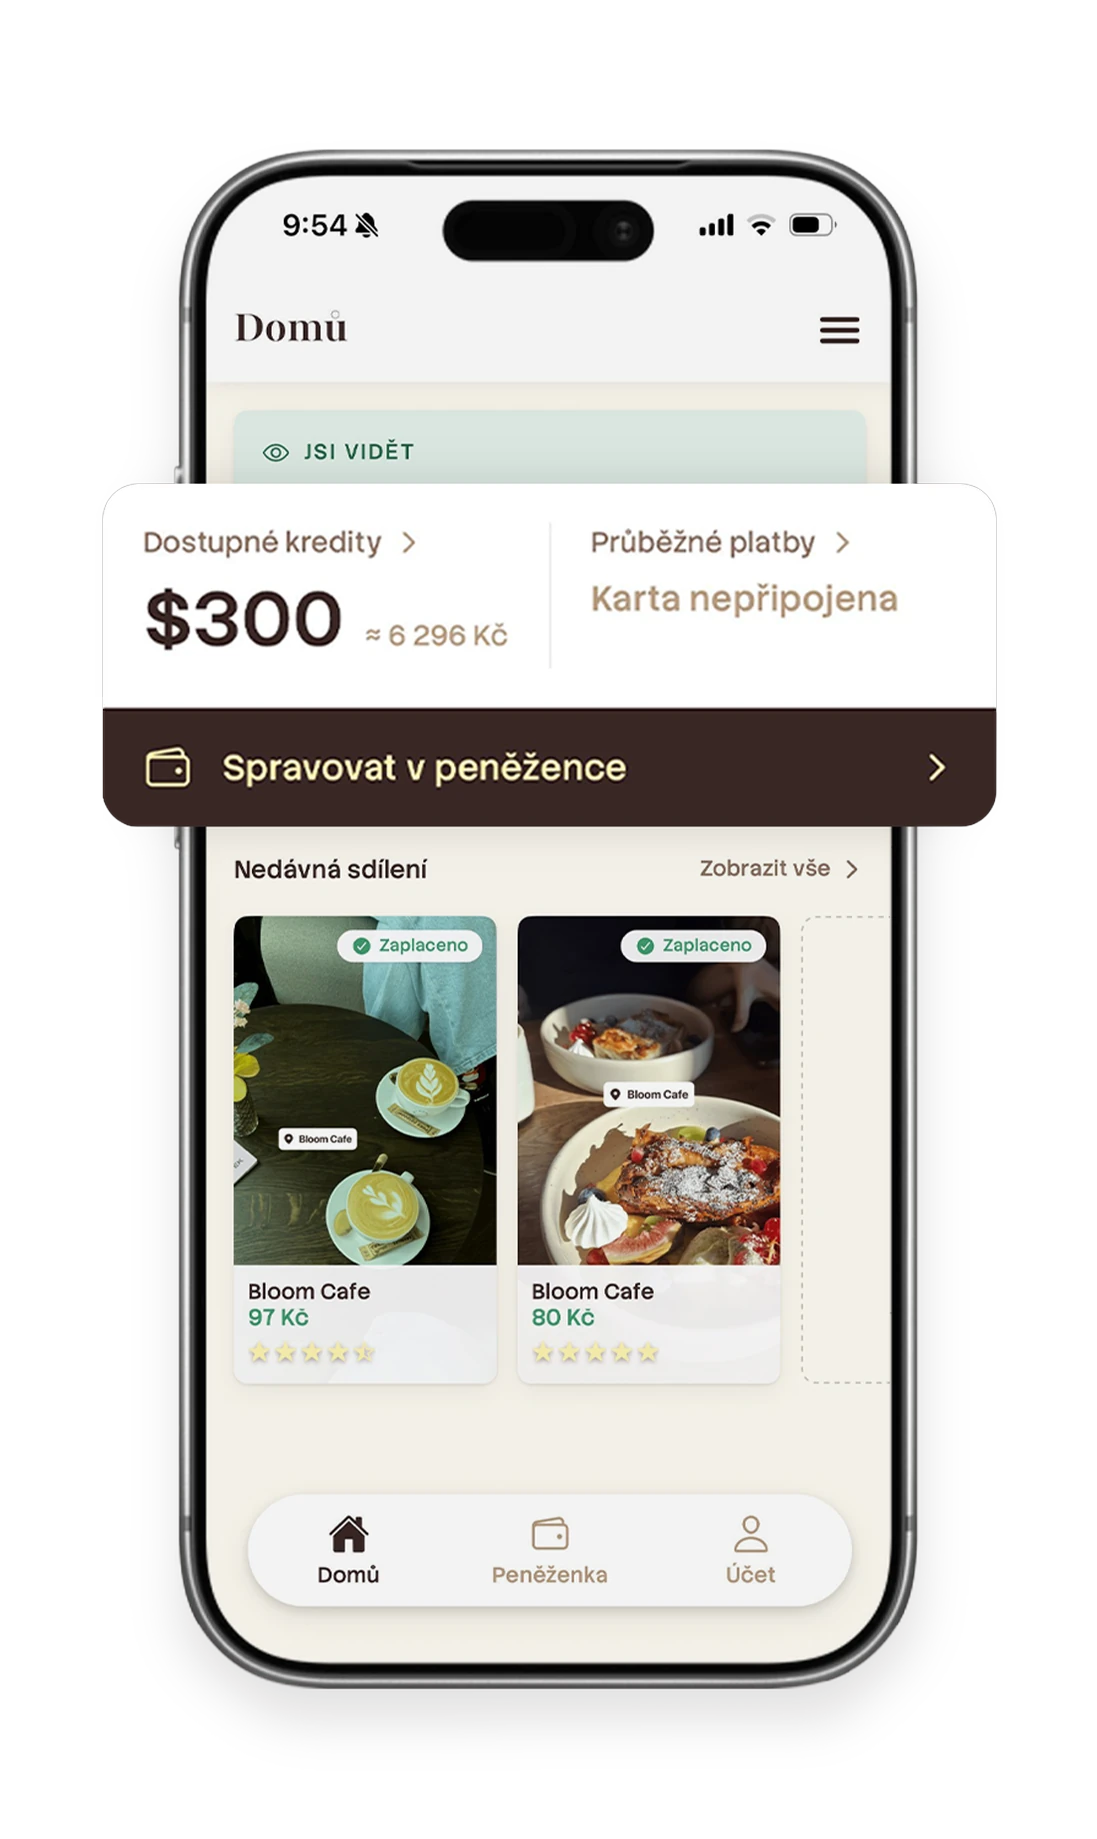 9:54
Domů
JSI VIDĚT
Dostupné kredity
$300 ≈ 6 296 Kč
Průběžné platby
Karta nepřipojena
Spravovat v peněžence
Nedávná sdílení
Zobrazit vše
Zaplaceno
Bloom Cafe
Bloom Cafe
97 Kč
Zaplaceno
Bloom Cafe
Bloom Cafe
80 Kč
Domů
Peněženka
Účet